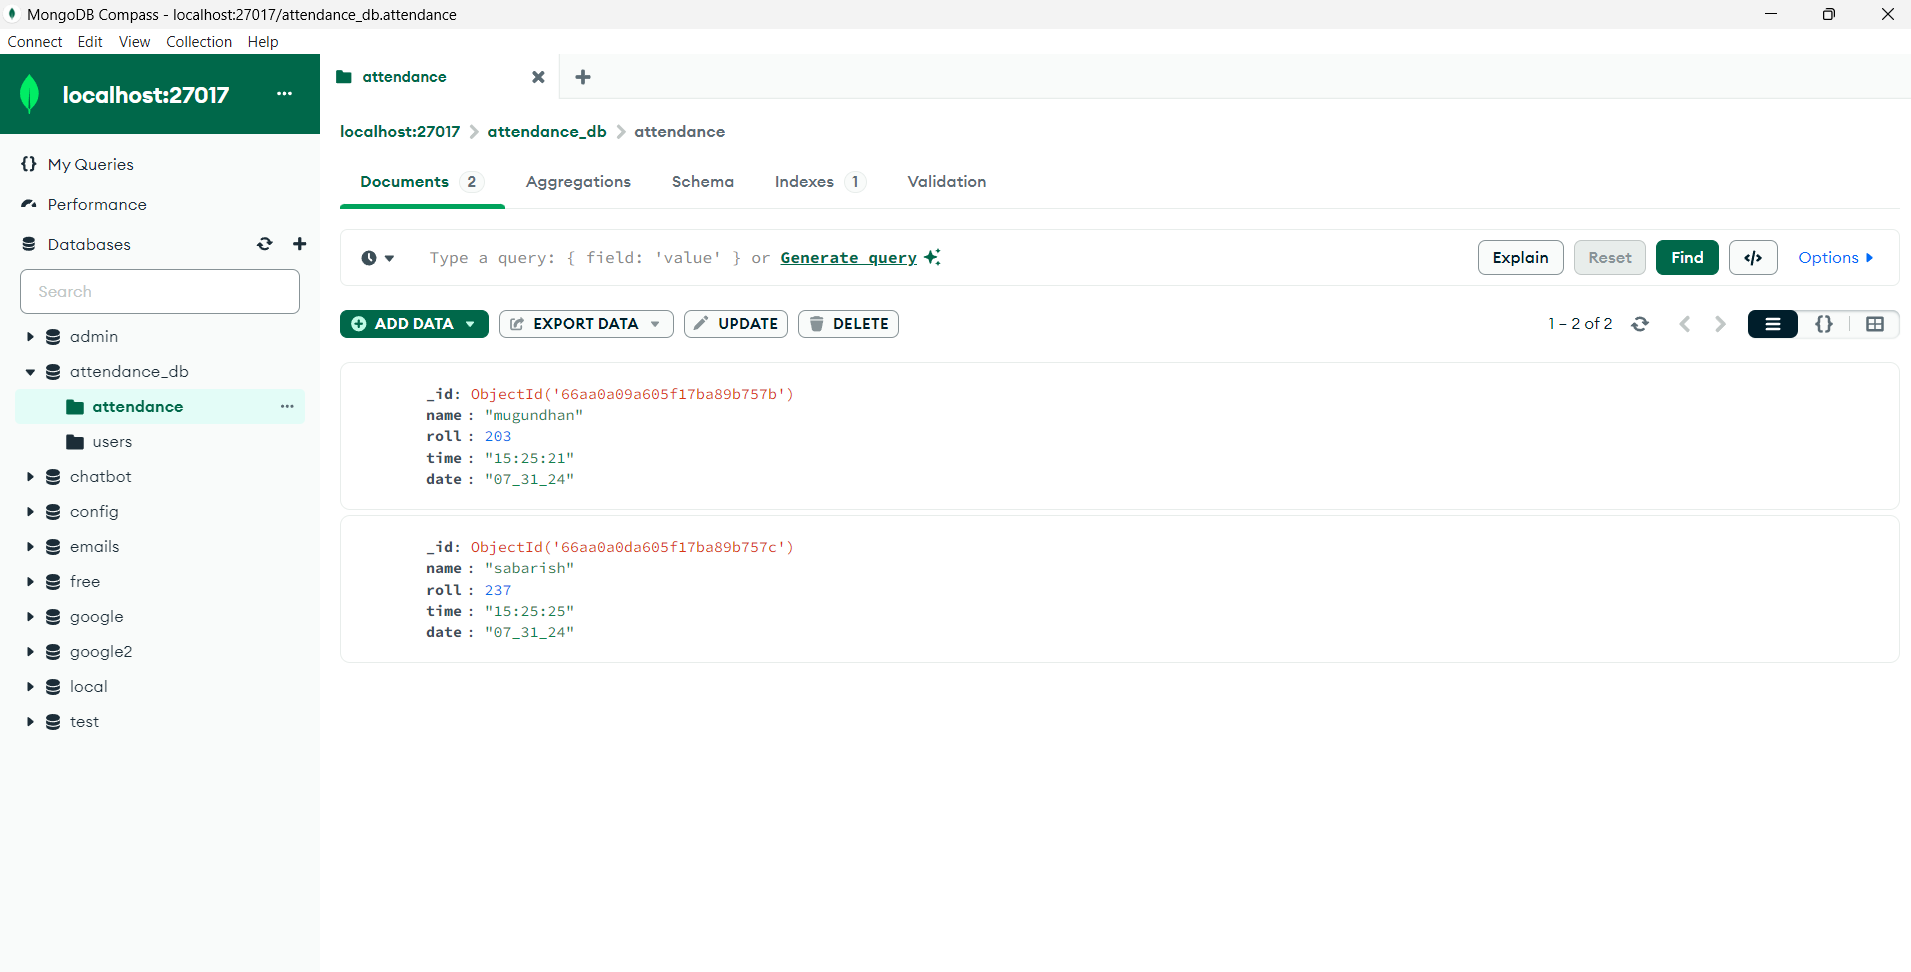 MongoDB Compass - localhost:27017/attendance_db.attendance
Connect Edit View Collection Help
localhost:27017 ...
attendance
localhost:27017 > attendance_db > attendance
{} My Queries
Performance
Databases
Search
admin
attendance_db
attendance ...
users
chatbot
config
emails
free
google
google2
local
test
Documents 2 Aggregations Schema Indexes 1 Validation
Type a query: { field: 'value' } or Generate query
Explain Reset Find </> Options
ADD DATA EXPORT DATA UPDATE DELETE
1 – 2 of 2 {}
_id: ObjectId('66aa0a09a605f17ba89b757b')
name : "mugundhan"
roll : 203
time : "15:25:21"
date : "07_31_24"
_id: ObjectId('66aa0a0da605f17ba89b757c')
name : "sabarish"
roll : 237
time : "15:25:25"
date : "07_31_24"